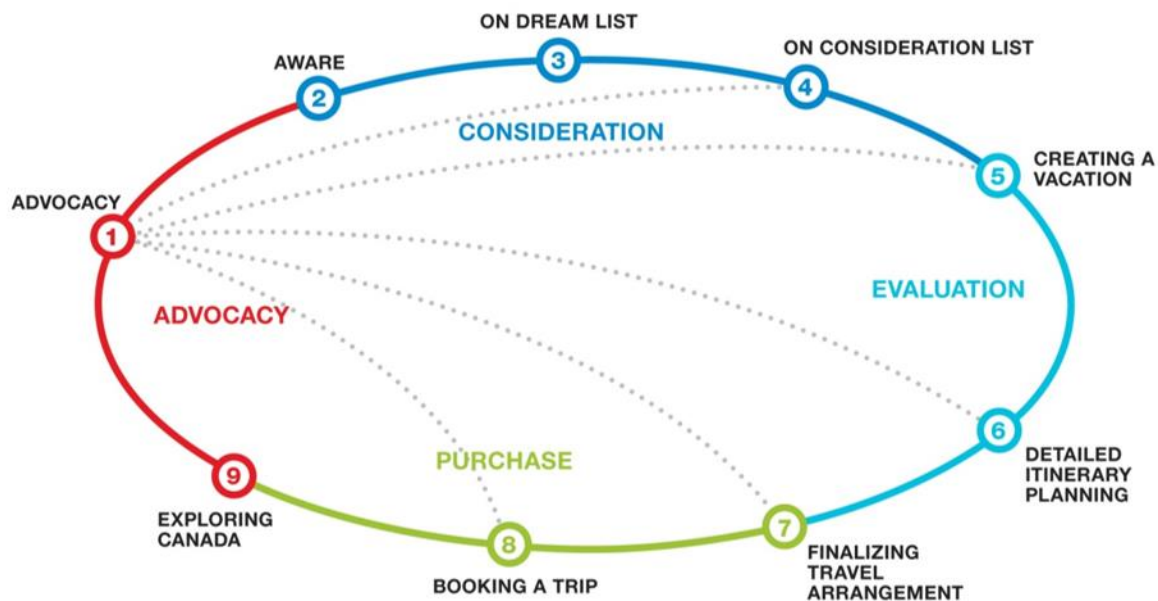 ON DREAM LIST
3
ON CONSIDERATION LIST
AWARE
4
2
CONSIDERATION
CREATING A
VACATION
5
ADVOCACY
1
EVALUATION
ADVOCACY
6
DETAILED
ITINERARY
PLANNING
PURCHASE
9
EXPLORING
CANADA
7
FINALIZING
TRAVEL
ARRANGEMENT
8
BOOKING A TRIP